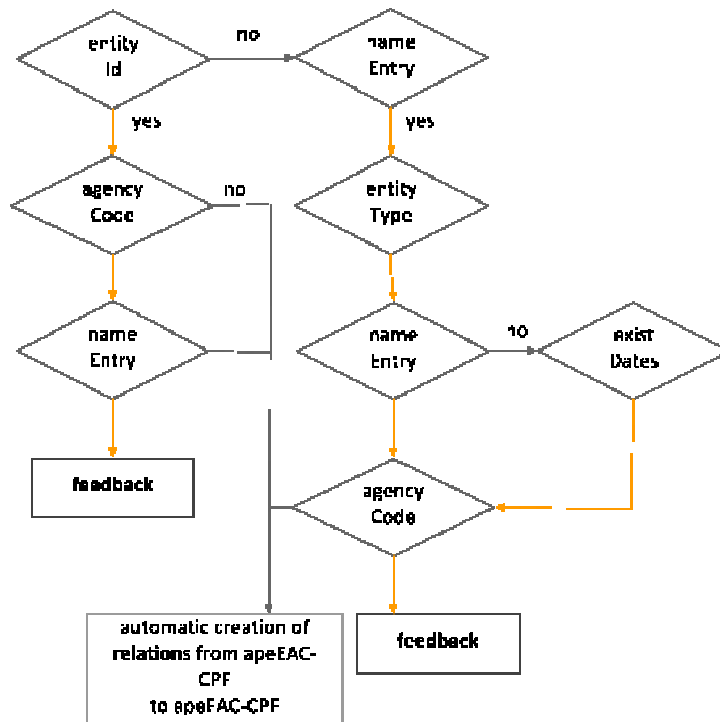 entity
Id
no
name
Entry
yes
yes
agency
Code
no
entity
Type
name
Entry
name
Entry
no
exist
Dates
feedback
agency
Code
automatic creation of
relations from apeEAC-
CPF
to apeEAC-CPF
feedback